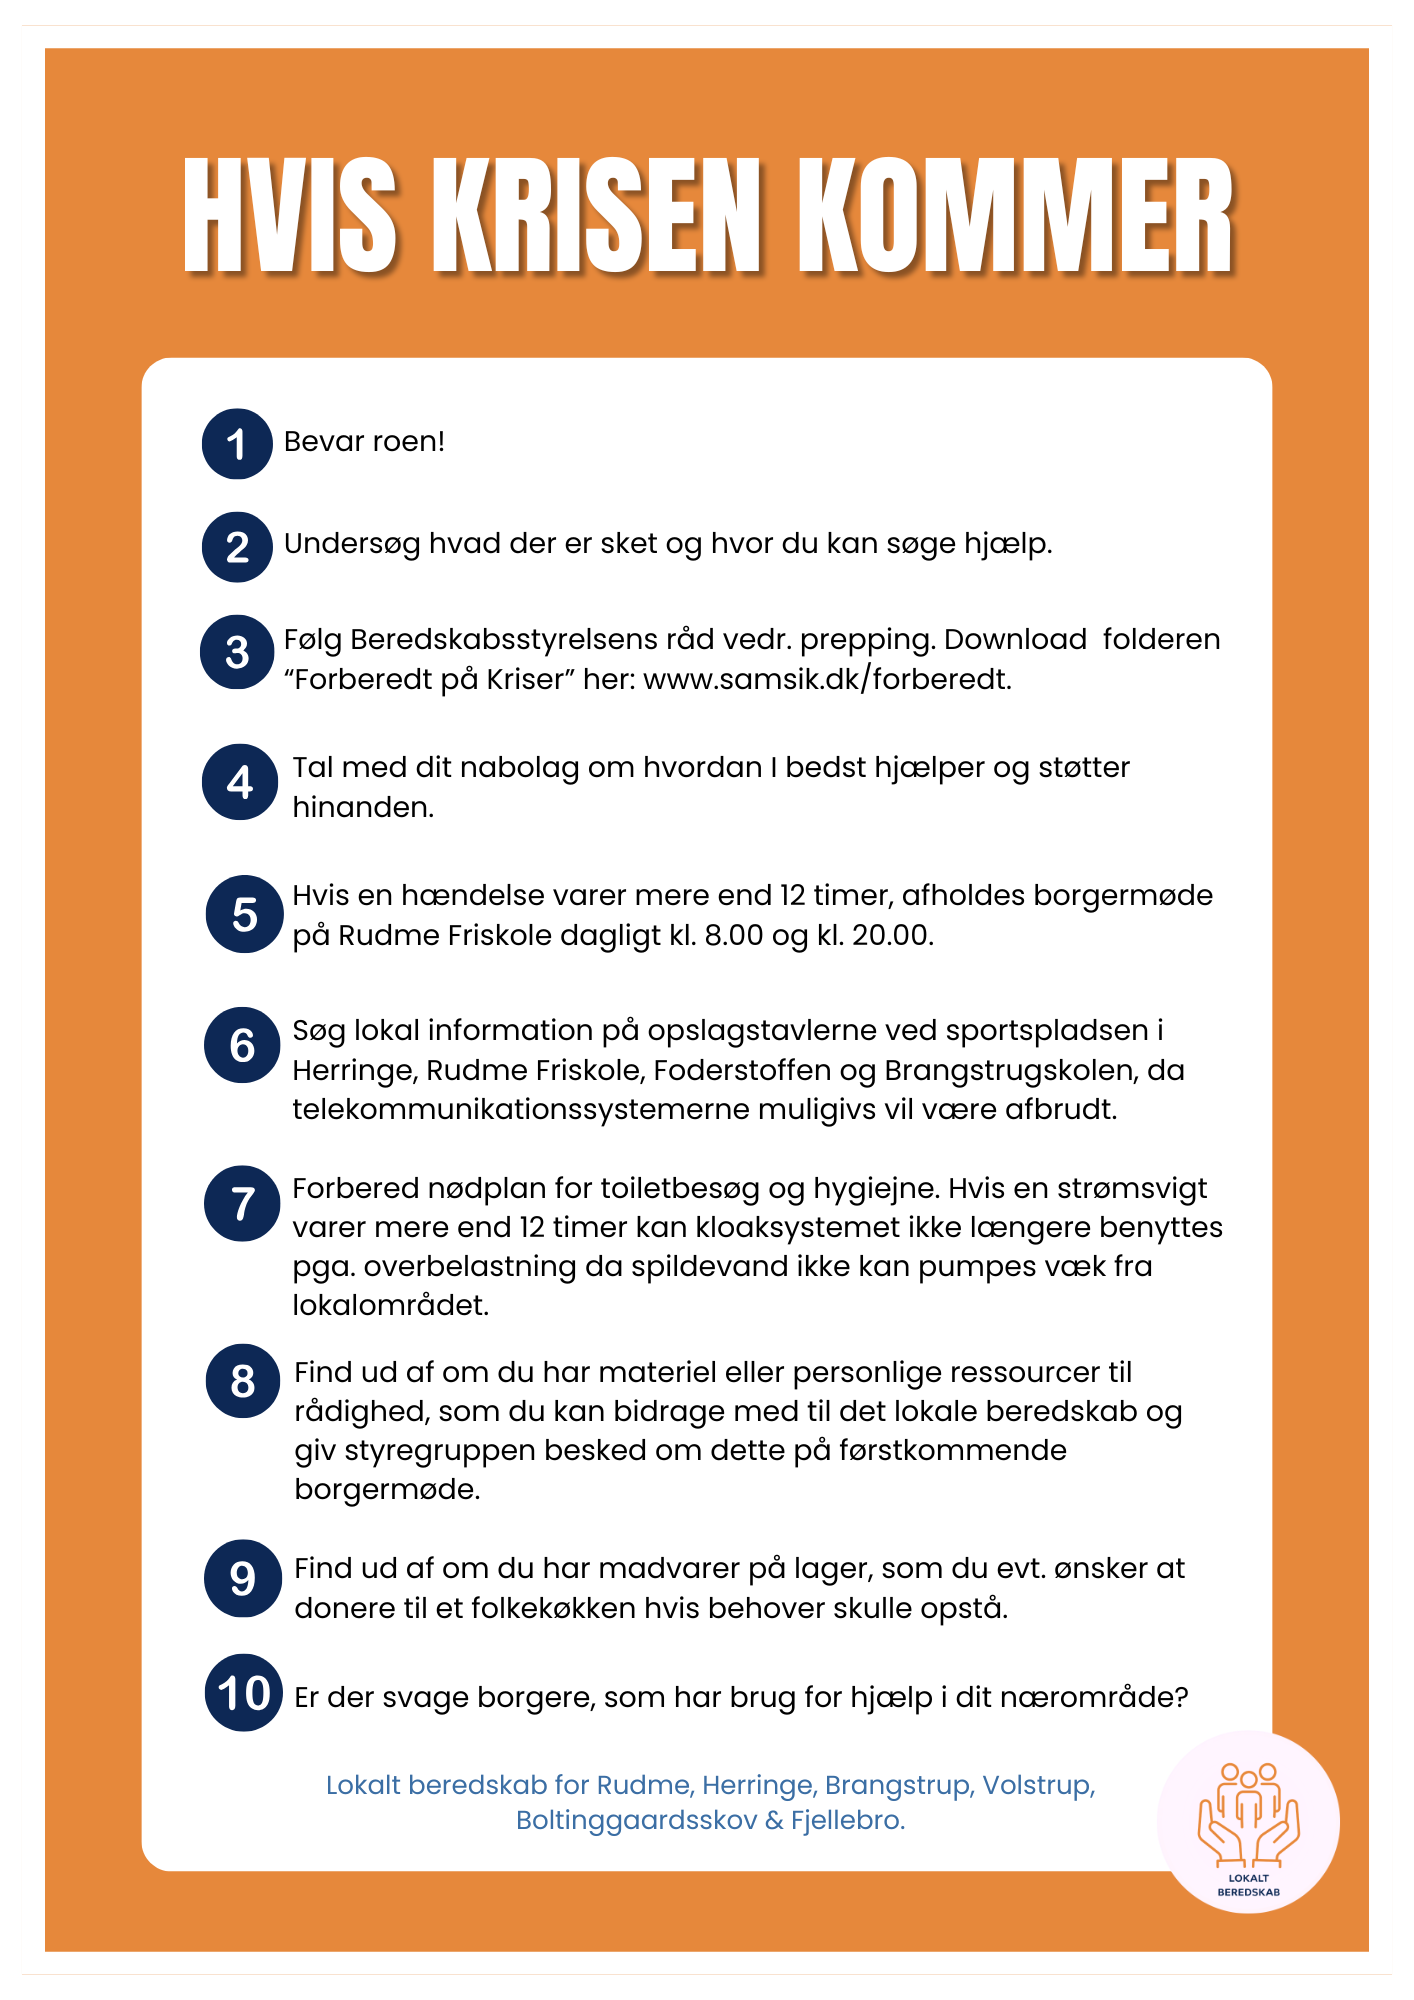 HVIS KRISEN KOMMER
1 Bevar roen!
2 Undersøg hvad der er sket og hvor du kan søge hjælp.
3 Følg Beredskabsstyrelsens råd vedr. prepping. Download  folderen
“Forberedt på Kriser” her: www.samsik.dk/forberedt.
4 Tal med dit nabolag om hvordan I bedst hjælper og støtter
hinanden.
5 Hvis en hændelse varer mere end 12 timer, afholdes borgermøde
på Rudme Friskole dagligt kl. 8.00 og kl. 20.00.
6 Søg lokal information på opslagstavlerne ved sportspladsen i
Herringe, Rudme Friskole, Foderstoffen og Brangstrugskolen, da
telekommunikationssystemerne muligivs vil være afbrudt.
7 Forbered nødplan for toiletbesøg og hygiejne. Hvis en strømsvigt
varer mere end 12 timer kan kloaksystemet ikke længere benyttes
pga. overbelastning da spildevand ikke kan pumpes væk fra
lokalområdet.
8 Find ud af om du har materiel eller personlige ressourcer til
rådighed, som du kan bidrage med til det lokale beredskab og
giv styregruppen besked om dette på førstkommende
borgermøde.
9 Find ud af om du har madvarer på lager, som du evt. ønsker at
donere til et folkekøkken hvis behover skulle opstå.
10 Er der svage borgere, som har brug for hjælp i dit nærområde?
Lokalt beredskab for Rudme, Herringe, Brangstrup, Volstrup,
Boltinggaardsskov & Fjellebro.
LOKALT
BEREDSKAB